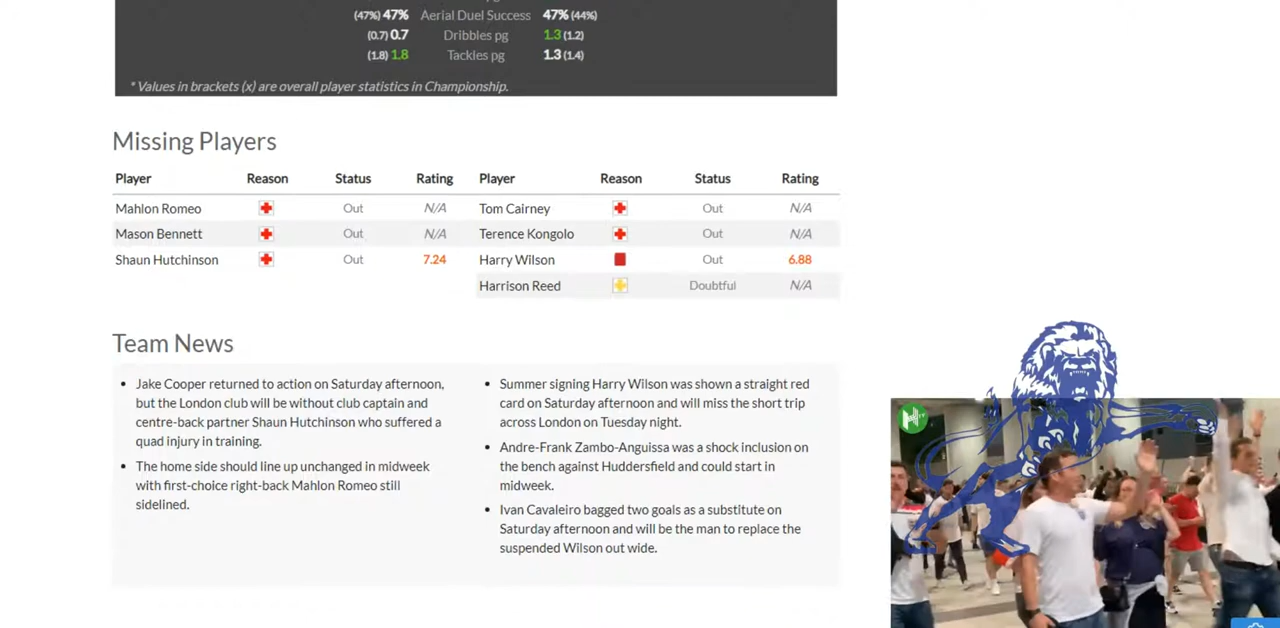 (47%) 47% Aerial Duel Success 47% (44%)
(0.7) 0.7 Dribbles pg 1.3 (1.2)
(1.8) 1.8 Tackles pg 1.3 (1.4)
* Values in brackets (x) are overall player statistics in Championship.
Missing Players
Player Reason Status Rating Player Reason Status Rating
Mahlon Romeo Out N/A Tom Cairney Out N/A
Mason Bennett Out N/A Terence Kongolo Out N/A
Shaun Hutchinson Out 7.24 Harry Wilson Out 6.88
Harrison Reed Doubtful N/A
Team News
Jake Cooper returned to action on Saturday afternoon,
but the London club will be without club captain and
centre-back partner Shaun Hutchinson who suffered a
quad injury in training.
The home side should line up unchanged in midweek
with first-choice right-back Mahlon Romeo still
sidelined.
Summer signing Harry Wilson was shown a straight red
card on Saturday afternoon and will miss the short trip
across London on Tuesday night.
Andre-Frank Zambo-Anguissa was a shock inclusion on
the bench against Huddersfield and could start in
midweek.
Ivan Cavaleiro bagged two goals as a substitute on
Saturday afternoon and will be the man to replace the
suspended Wilson out wide.